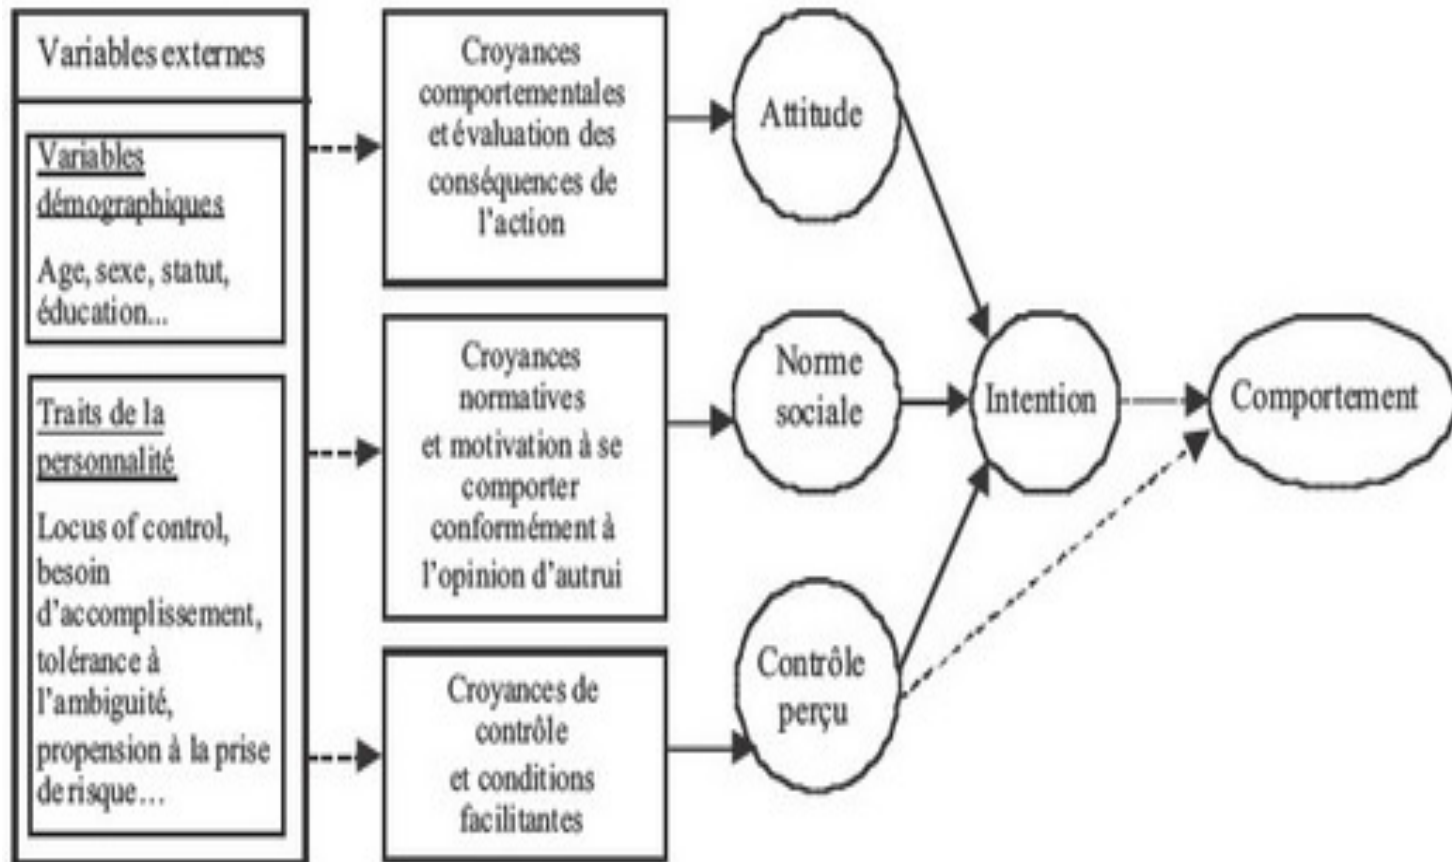 Variables externes
Variables
démographiques
Age, sexe, statut,
éducation...
Traits de la
personnalité
Locus of control,
besoin
d'accomplissement,
tolérance à
l'ambiguité,
propension à la prise
de risque...
Croyances
comportementales
et évaluation des
conséquences de
l'action
Croyances
normatives
et motivation à se
comporter
conformément à
l'opinion d'autrui
Croyances de
contrôle
et conditions
facilitantes
Attitude
Norme
sociale
Contrôle
perçu
Intention
Comportement